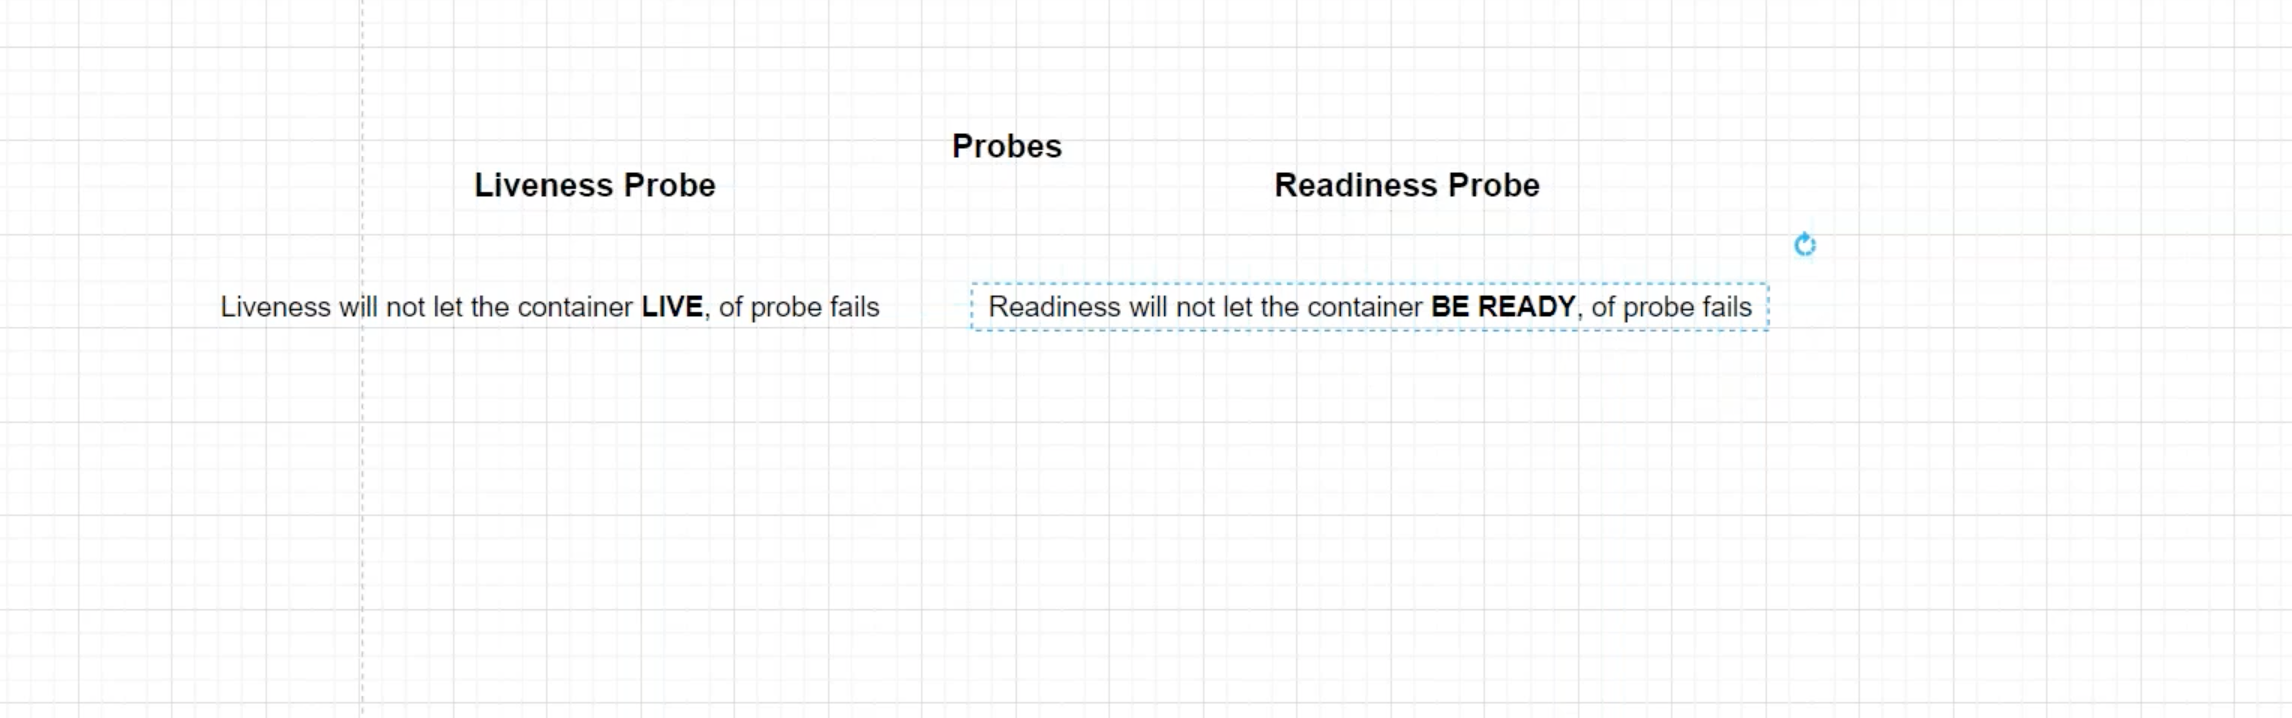 Probes
Liveness Probe
Readiness Probe
Liveness will not let the container LIVE, of probe fails
Readiness will not let the container BE READY, of probe fails